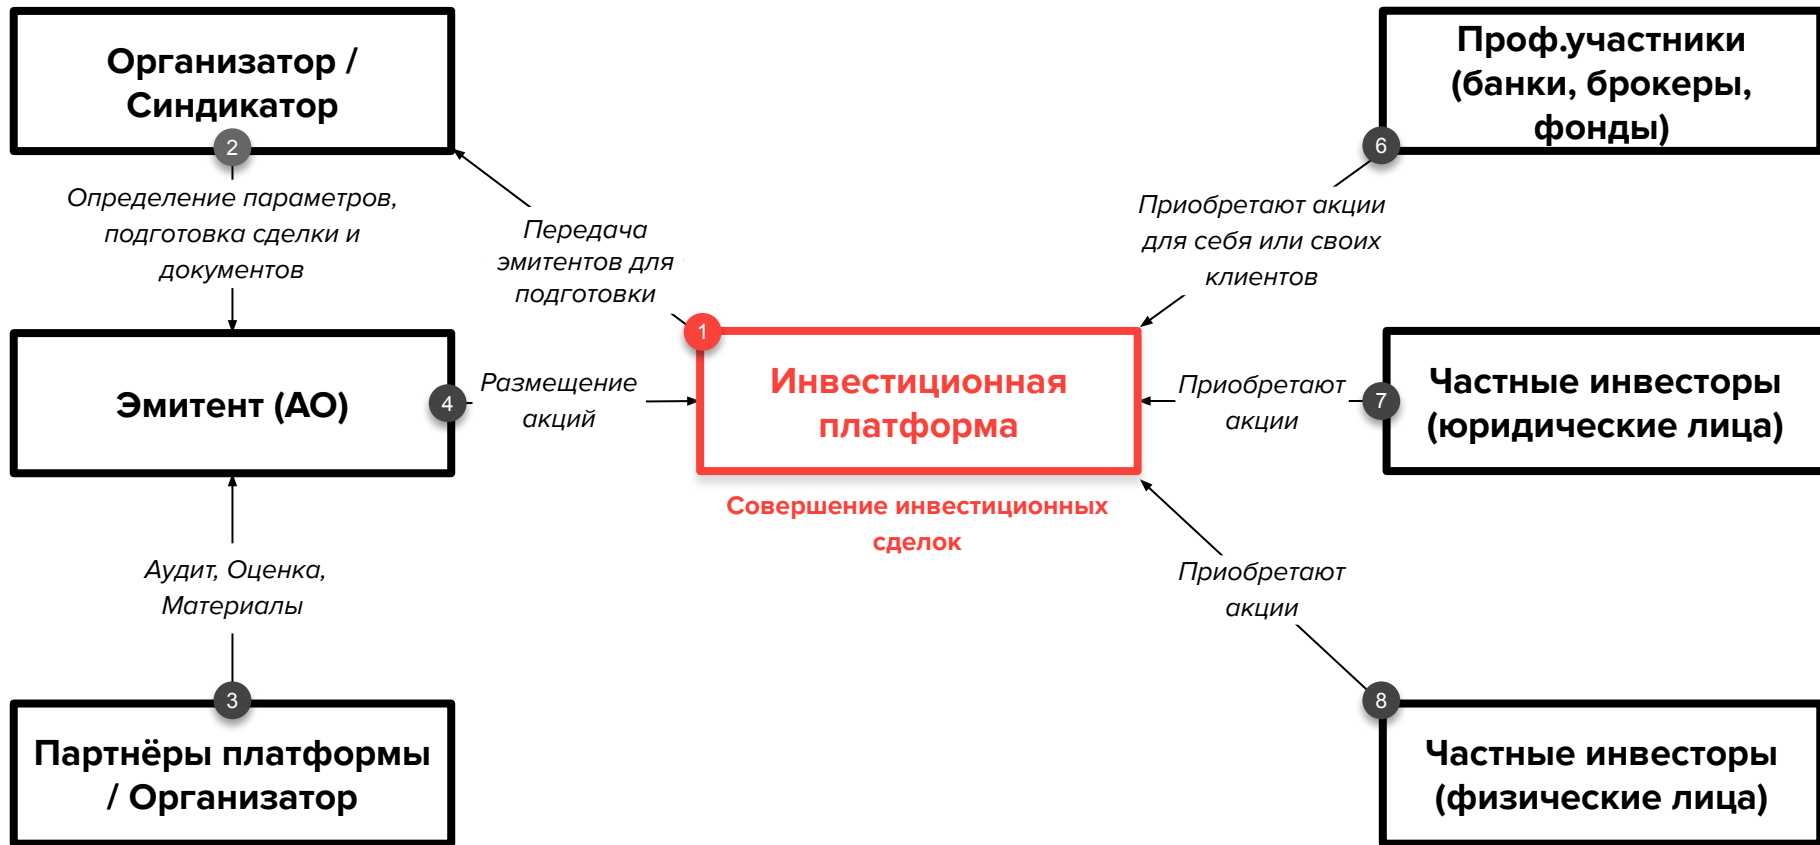 Организатор /
Синдикатор
2
Определение параметров,
подготовка сделки и
документов
Передача
эмитентов для
подготовки
Эмитент (АО)
4
Размещение
акций
Аудит, Оценка,
Материалы
3
Партнёры платформы
/ Организатор
1
Инвестиционная
платформа
Совершение инвестиционных
сделок
Проф.участники
(банки, брокеры,
фонды)
6
Приобретают акции
для себя или своих
клиентов
Приобретают
акции
7
Частные инвесторы
(юридические лица)
Приобретают
акции
8
Частные инвесторы
(физические лица)